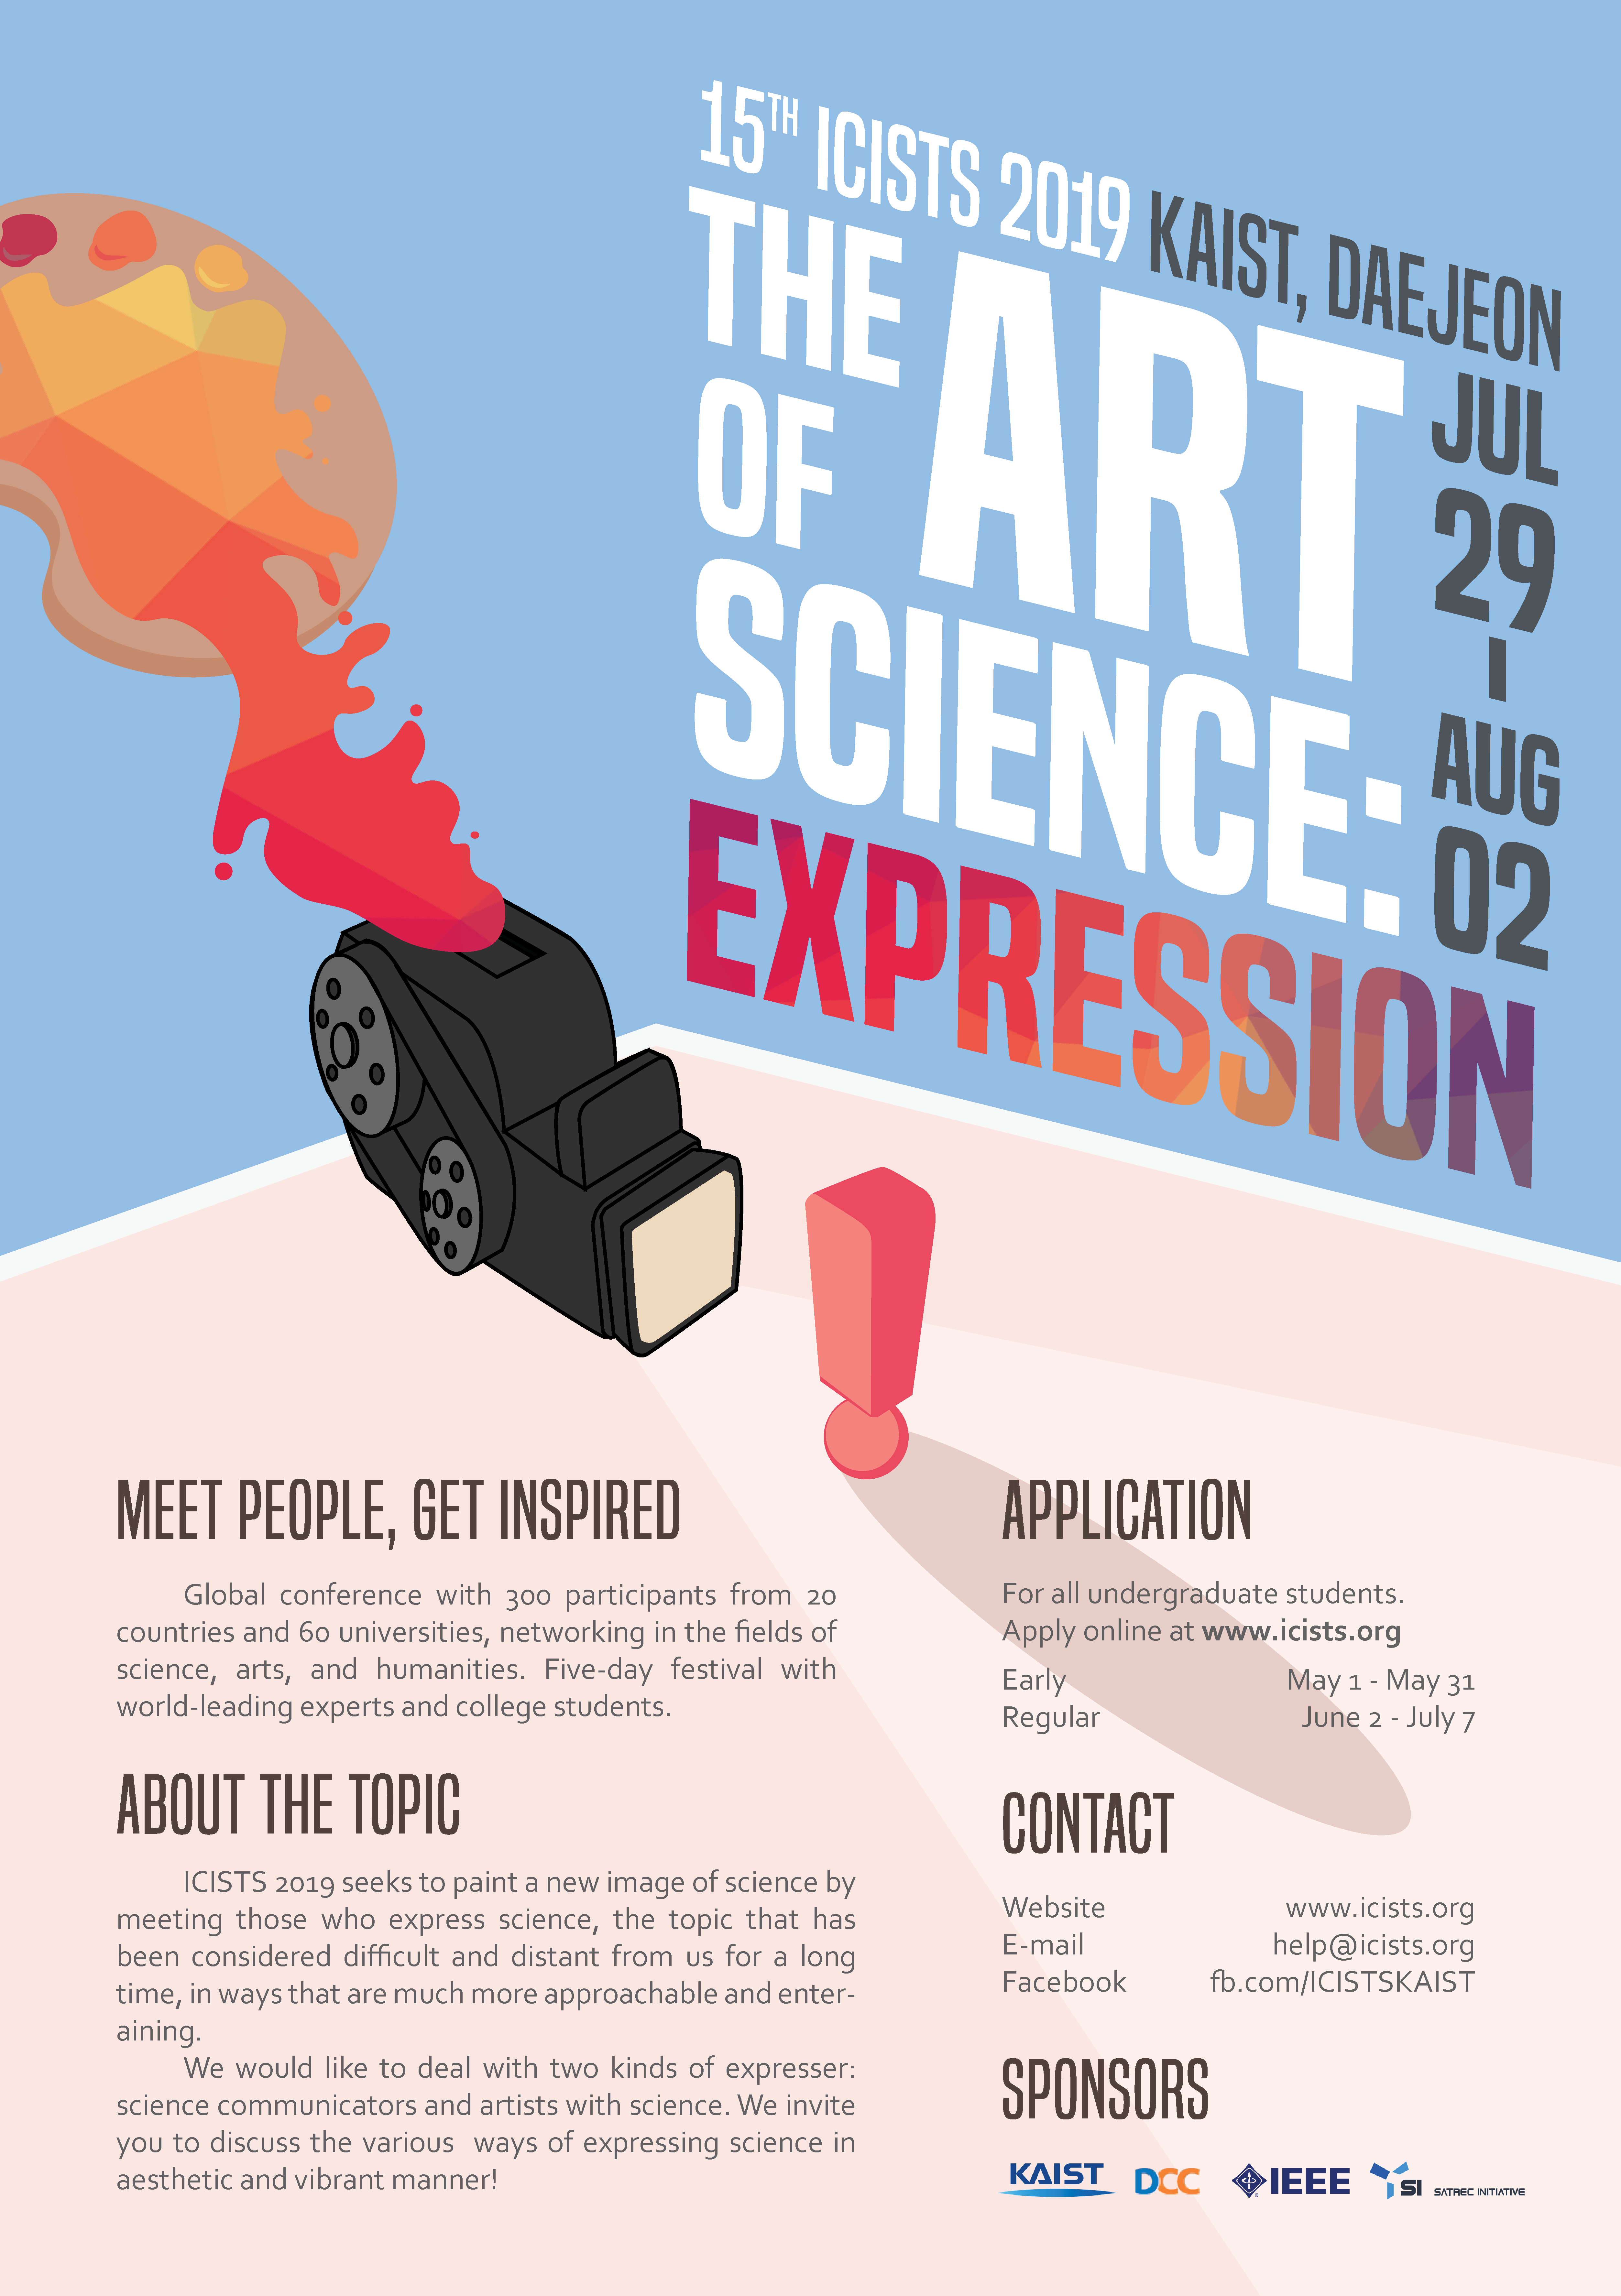 15TH ICISTS 2019 KAIST, DAEJEON
THE ART
OF
SCIENCE:
EXPRESSION
JUL
29
-
AUG
02
MEET PEOPLE, GET INSPIRED
Global conference with 300 participants from 20
countries and 60 universities, networking in the fields of
science, arts, and humanities. Five-day festival with
world-leading experts and college students.
ABOUT THE TOPIC
ICISTS 2019 seeks to paint a new image of science by
meeting those who express science, the topic that has
been considered difficult and distant from us for a long
time, in ways that are much more approachable and enter-
aining.
We would like to deal with two kinds of expresser:
science communicators and artists with science. We invite
you to discuss the various ways of expressing science in
aesthetic and vibrant manner!
APPLICATION
For all undergraduate students.
Apply online at www.icists.org
Early May 1 - May 31
Regular June 2 - July 7
CONTACT
Website www.icists.org
E-mail help@icists.org
Facebook fb.com/ICISTSKAIST
SPONSORS
KAIST DCC IEEE SI SATREC INITIATIVE